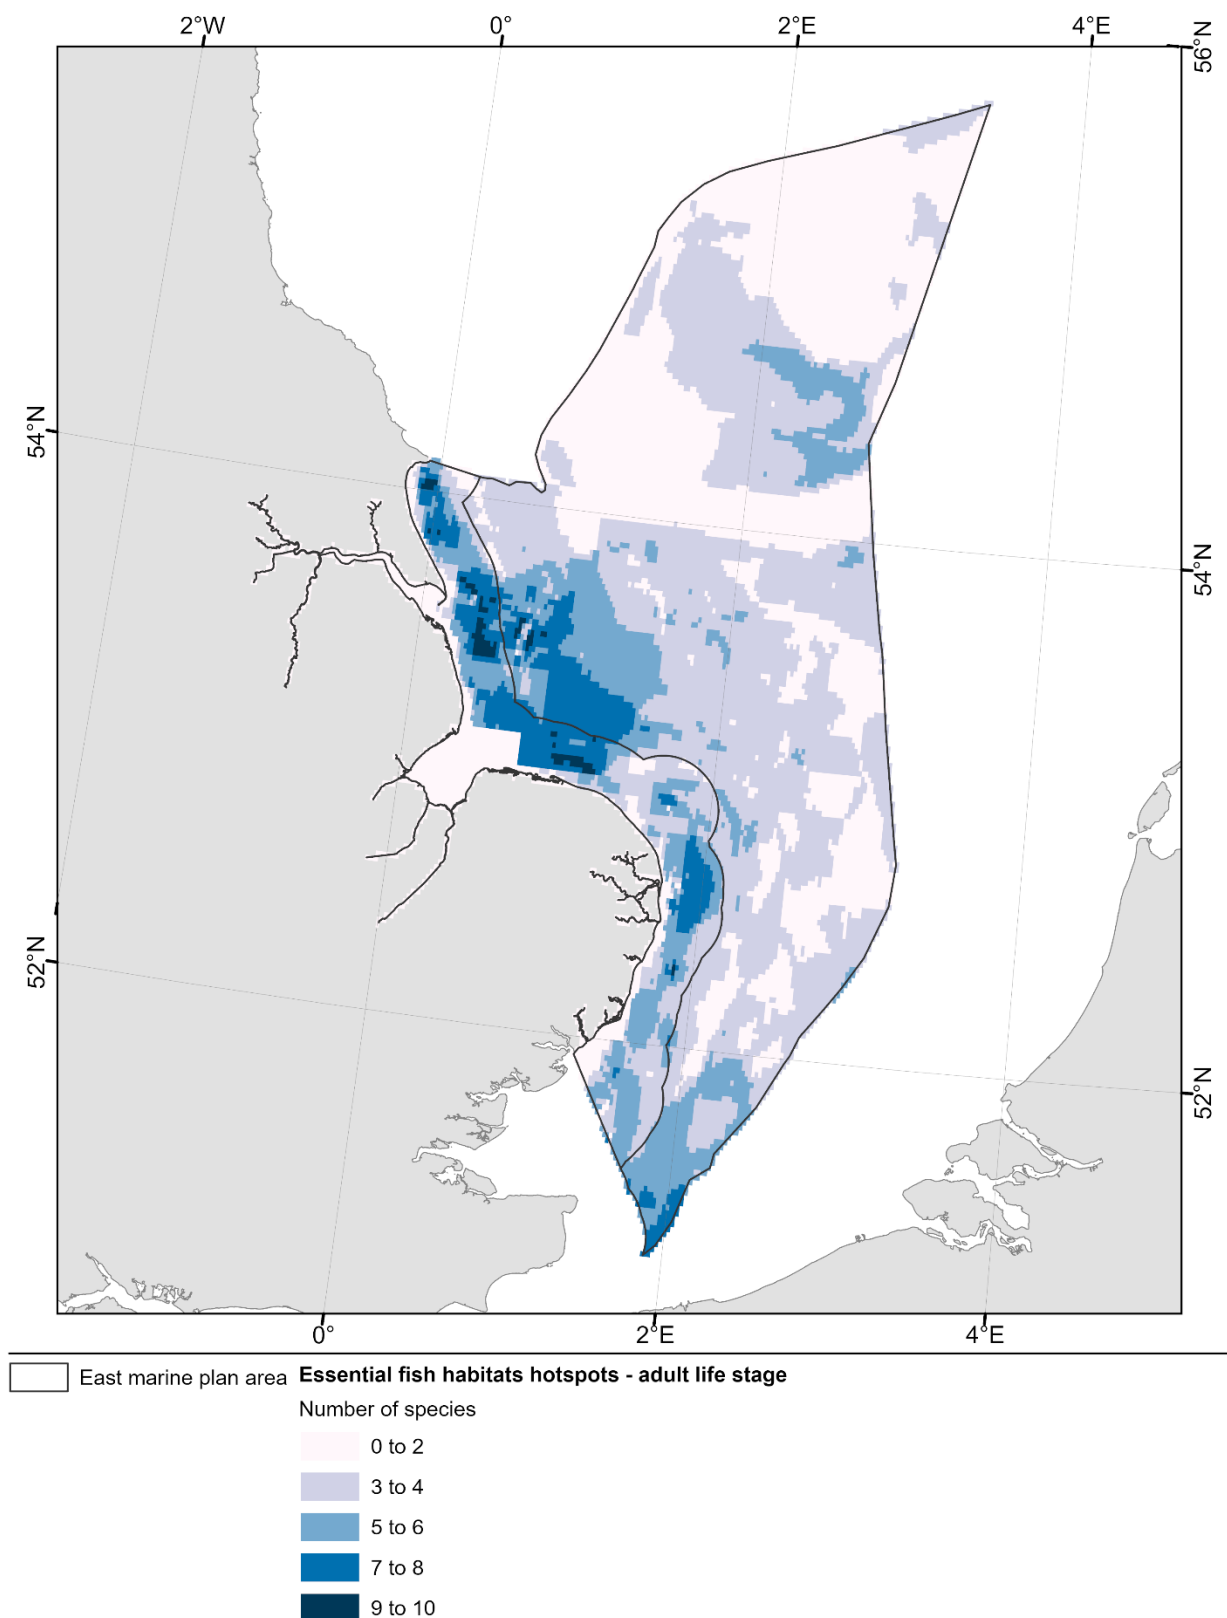 2°W 0° 2°E 4°E
56°N
54°N
54°N
52°N
52°N
0° 2°E 4°E
East marine plan area
Essential fish habitats hotspots - adult life stage
Number of species
0 to 2
3 to 4
5 to 6
7 to 8
9 to 10